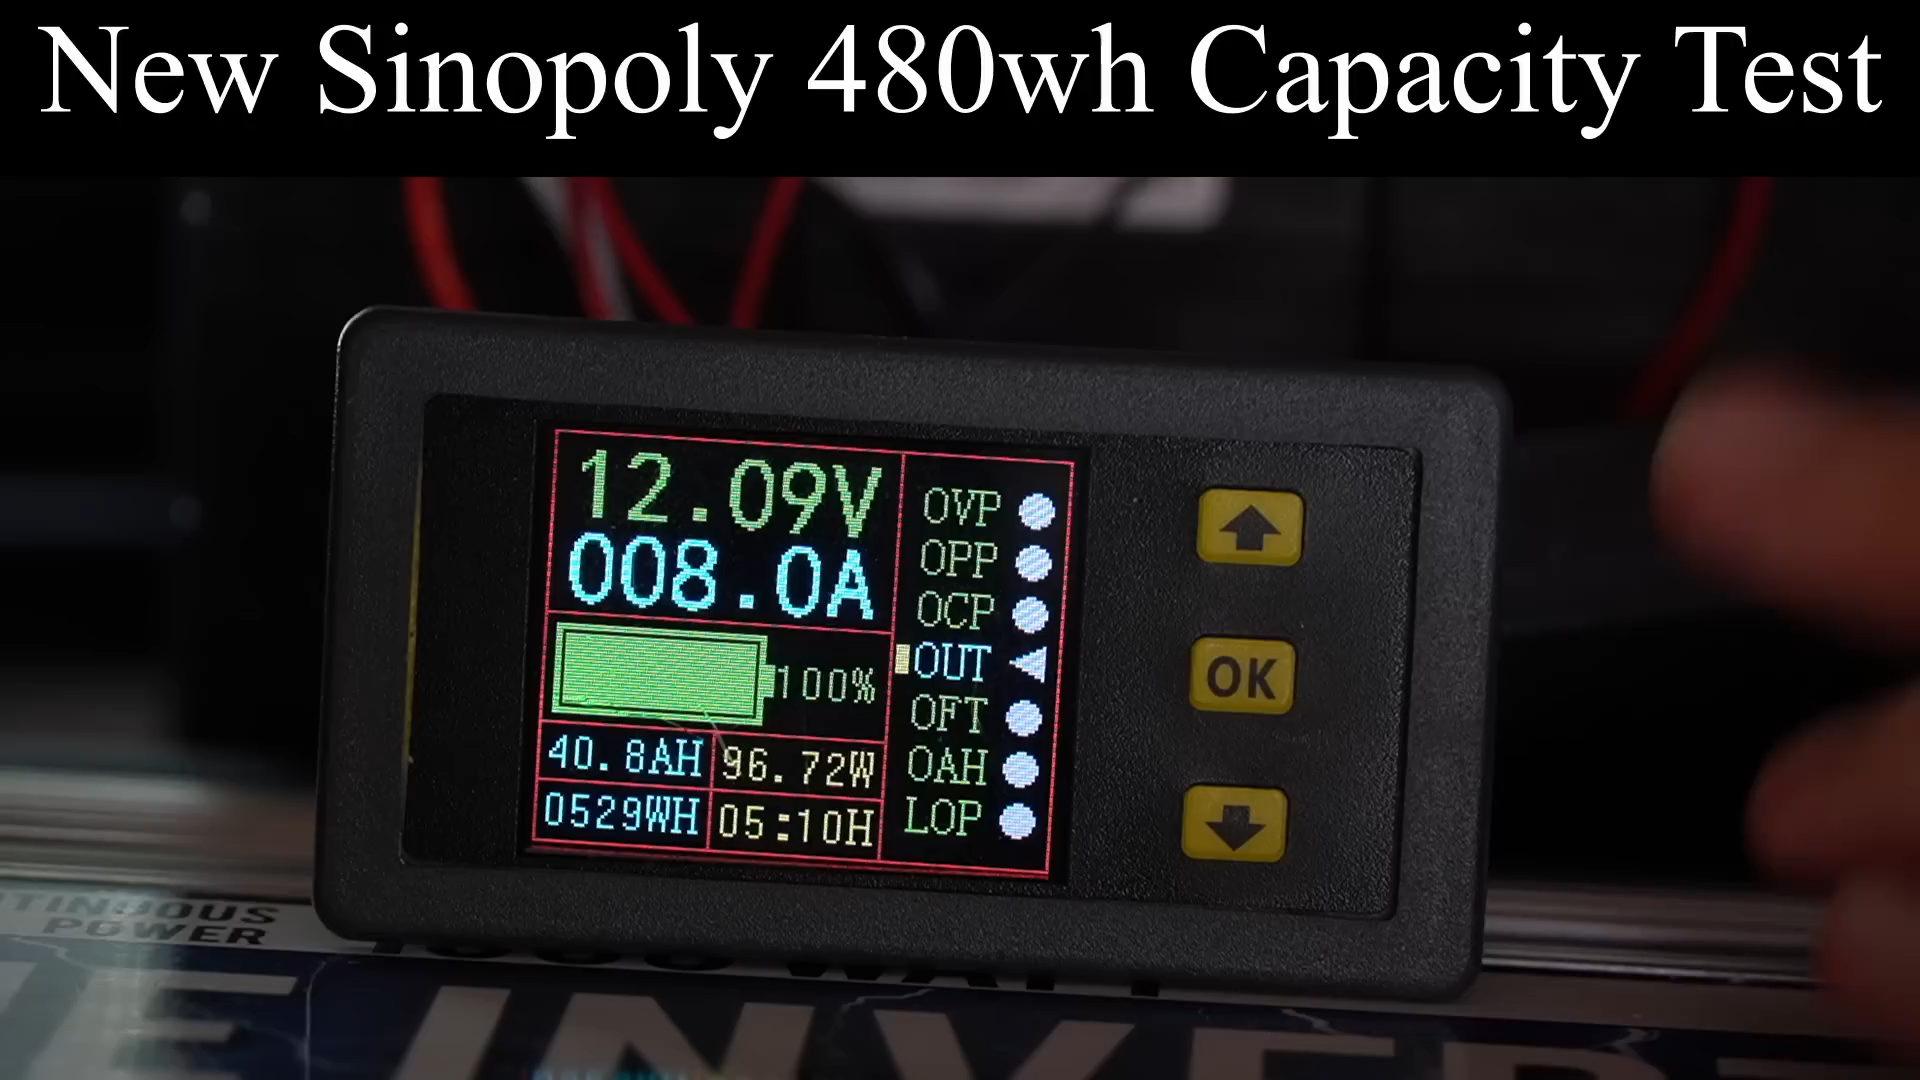 New Sinopoly 480wh Capacity Test
12.09V
008.0A
100%
40.8AH
96.72W
0529WH
05:10H
OVP
OPP
OCP
OUT
OFT
OAH
LOP
OK
POWER